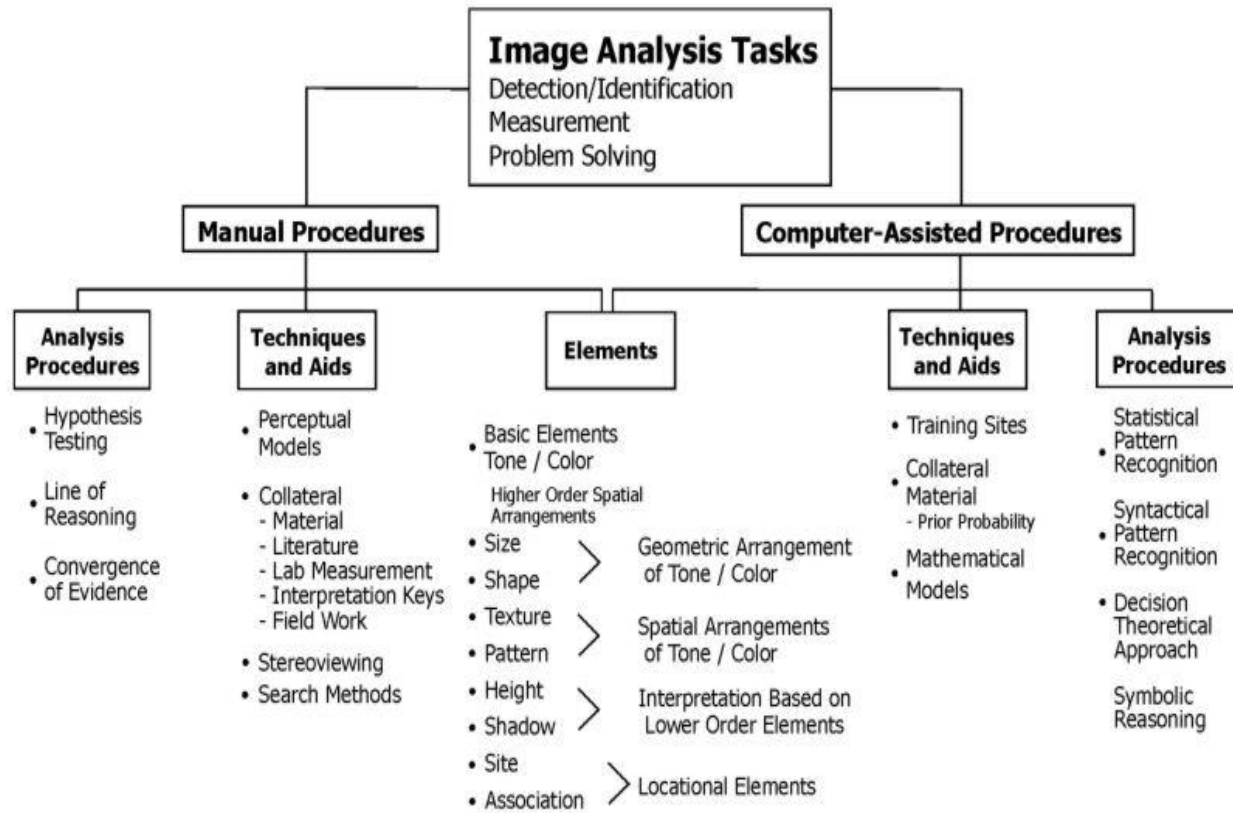 Image Analysis Tasks
Detection/Identification
Measurement
Problem Solving
Manual Procedures
Computer-Assisted Procedures
Analysis
Procedures
Techniques
and Aids
Elements
Techniques
and Aids
Analysis
Procedures
• Hypothesis
Testing
• Line of
Reasoning
• Convergence
of Evidence
• Perceptual
Models
• Collateral
- Material
- Literature
- Lab Measurement
- Interpretation Keys
- Field Work
• Stereoviewing
• Search Methods
• Basic Elements
Tone / Color
Higher Order Spatial
Arrangements
• Size
• Shape
Geometric Arrangement
of Tone / Color
• Texture
• Pattern
Spatial Arrangements
of Tone / Color
• Height
• Shadow
Interpretation Based on
Lower Order Elements
• Site
• Association
Locational Elements
• Training Sites
• Collateral
Material
- Prior Probability
• Mathematical
Models
Statistical
• Pattern
Recognition
Syntactical
• Pattern
Recognition
• Decision
Theoretical
Approach
Symbolic
Reasoning